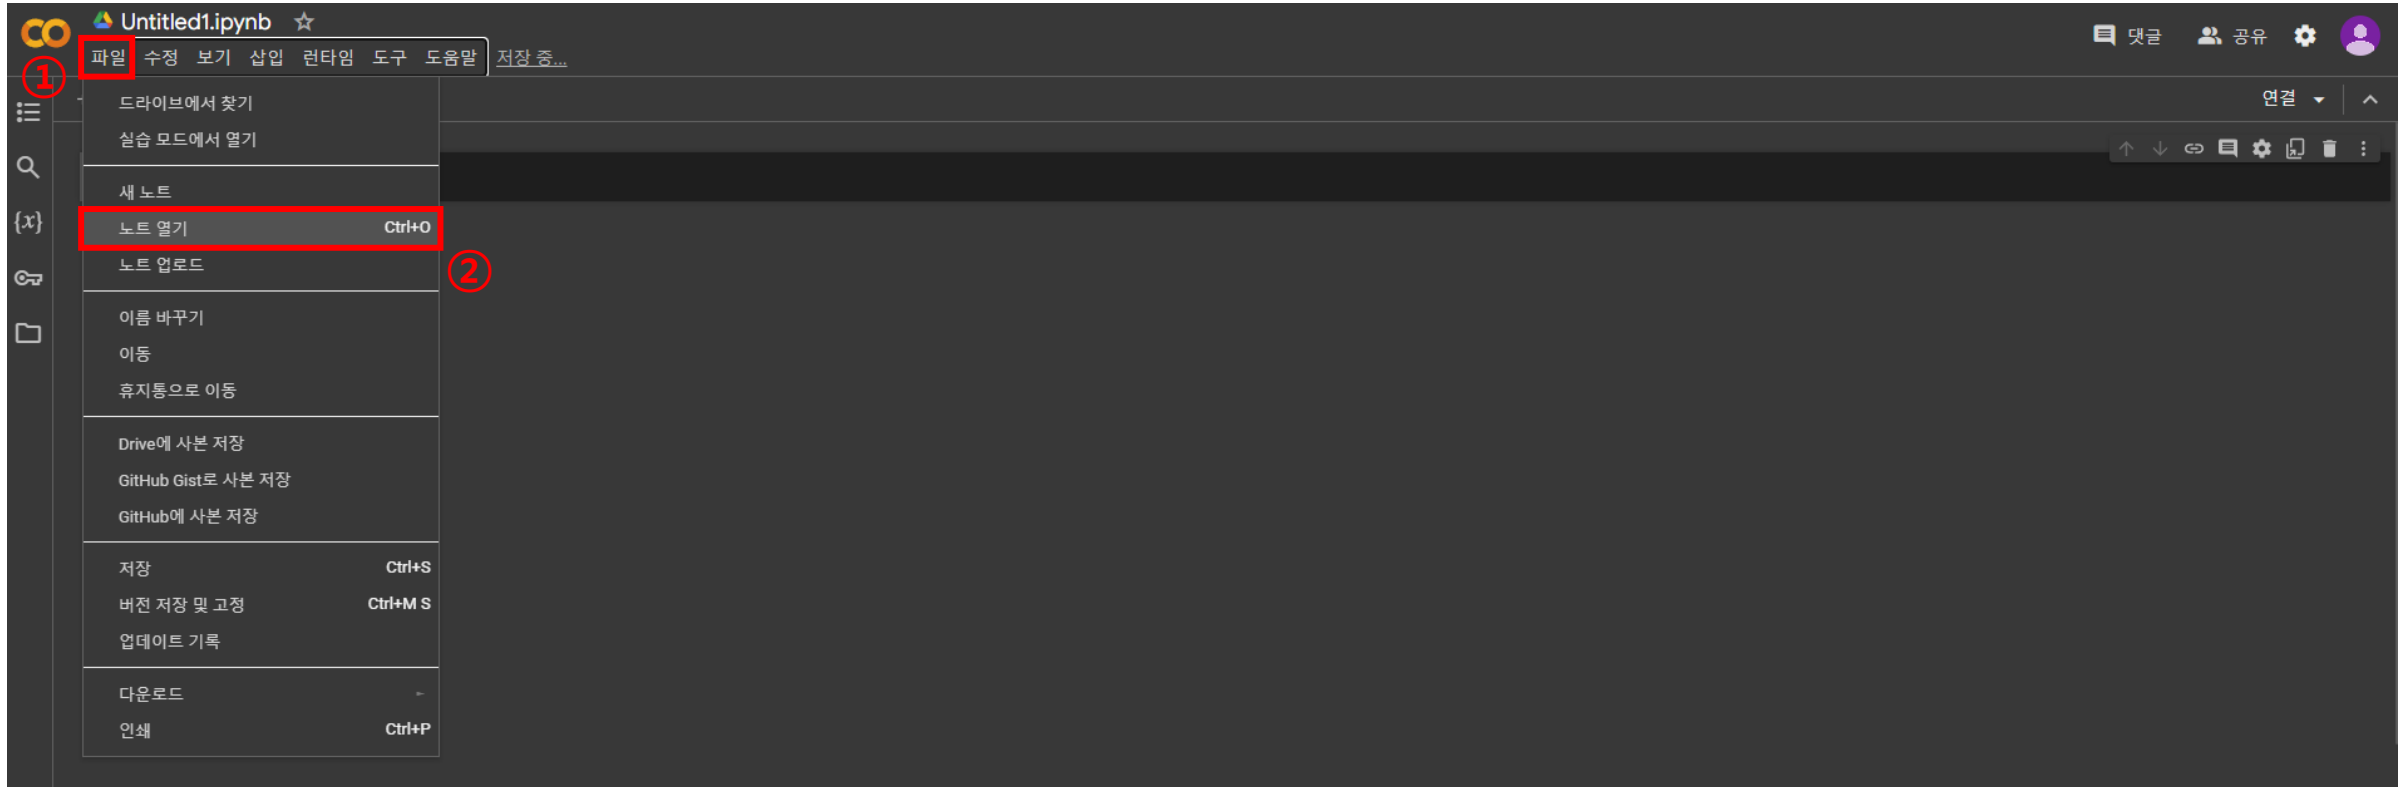 Untitled1.ipynb
파일 수정 보기 삽입 런타임 도구 도움말 저장 중...
댓글 공유
①
드라이브에서 찾기
연결
실습 모드에서 열기
새 노트
{x}
노트 열기 Ctrl+O
②
노트 업로드
이름 바꾸기
이동
휴지통으로 이동
Drive에 사본 저장
GitHub Gist로 사본 저장
GitHub에 사본 저장
저장 Ctrl+S
버전 저장 및 고정 Ctrl+M S
업데이트 기록
다운로드
인쇄 Ctrl+P